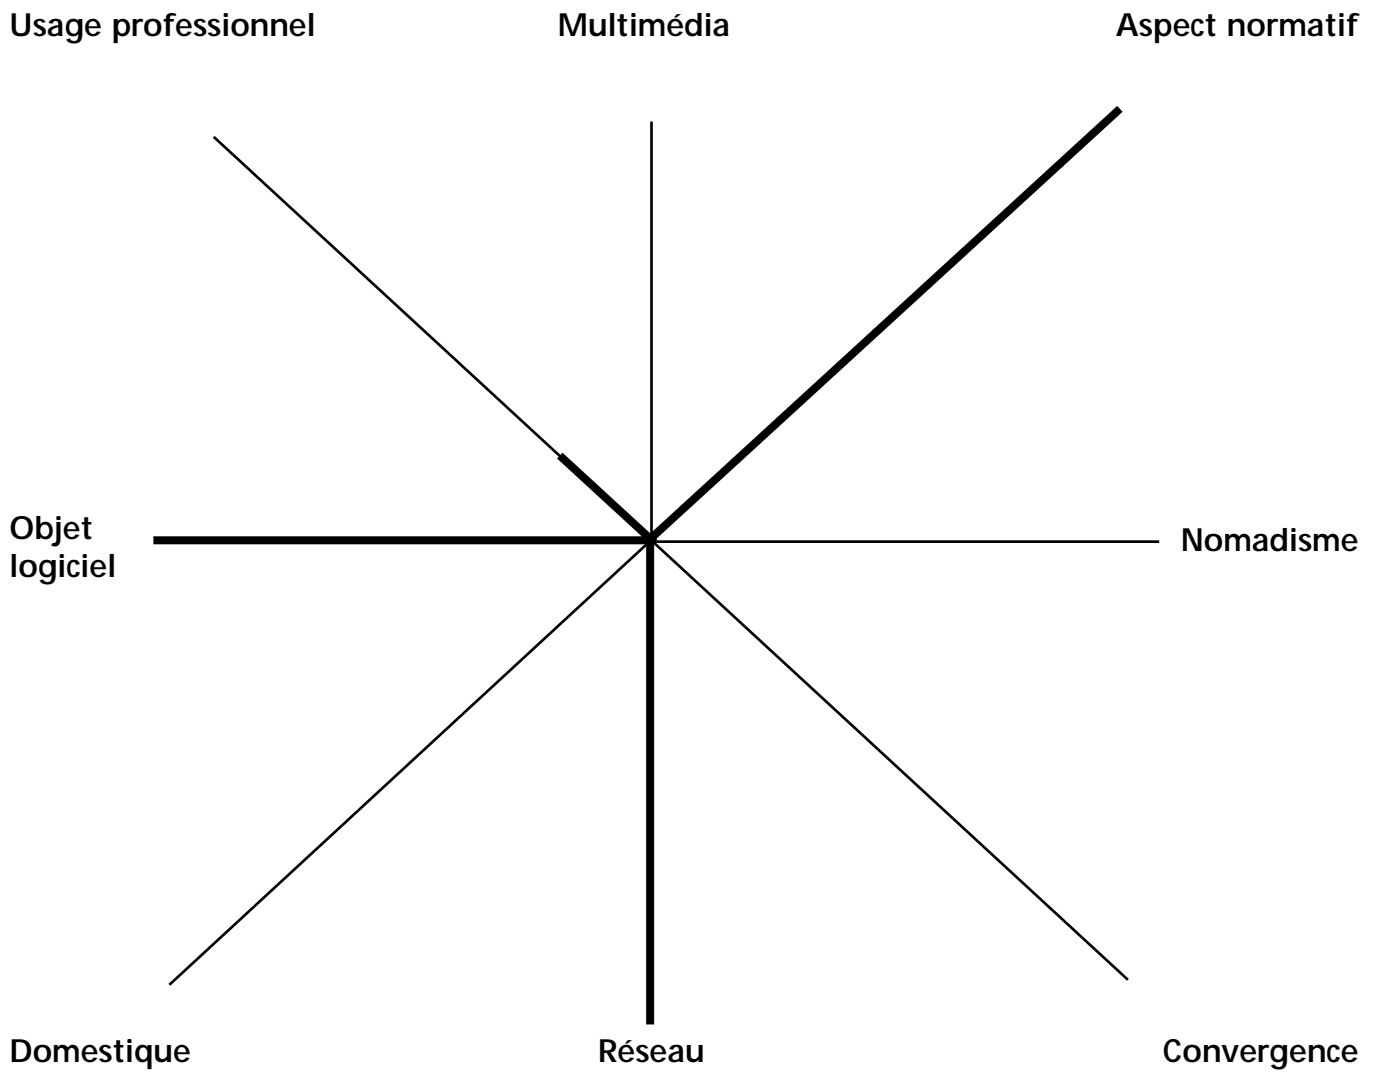 Usage professionnel
Multimédia
Aspect normatif
Objet
logiciel
Nomadisme
Domestique
Réseau
Convergence